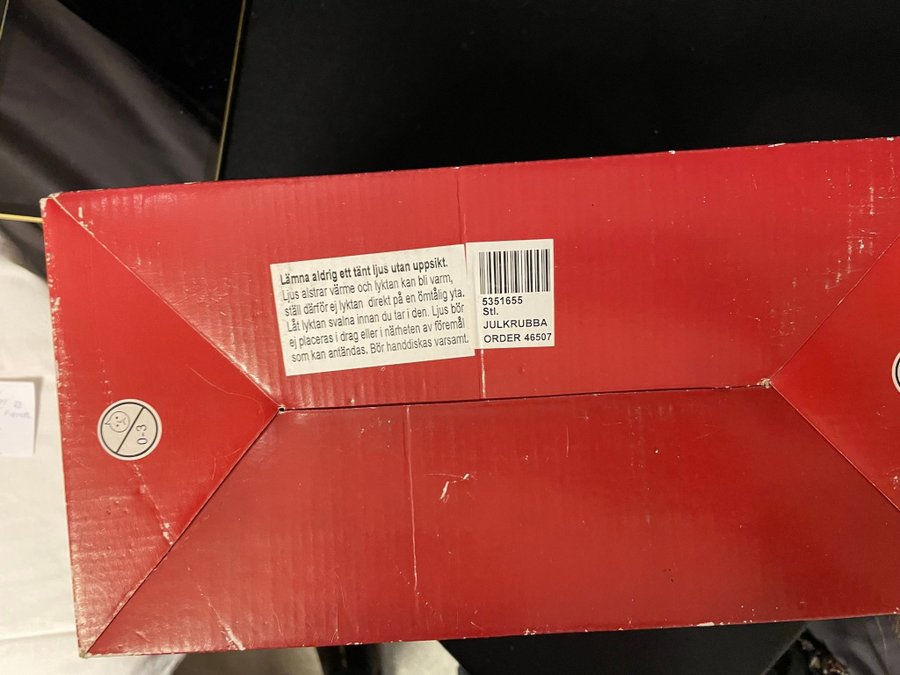 Lämna aldrig ett tänt ljus utan uppsikt.
Ljus alstrar värme och lyktan kan bli varm,
ställ därför ej lyktan direkt på en ömtålig yta.
Låt lyktan svalna innan du tar i den. Ljus bör
ej placeras i drag eller i närheten av föremål
som kan antändas. Bör handdiskas varsamt.
5351655
Stl.
JULKRUBBA
ORDER 46507
0-3